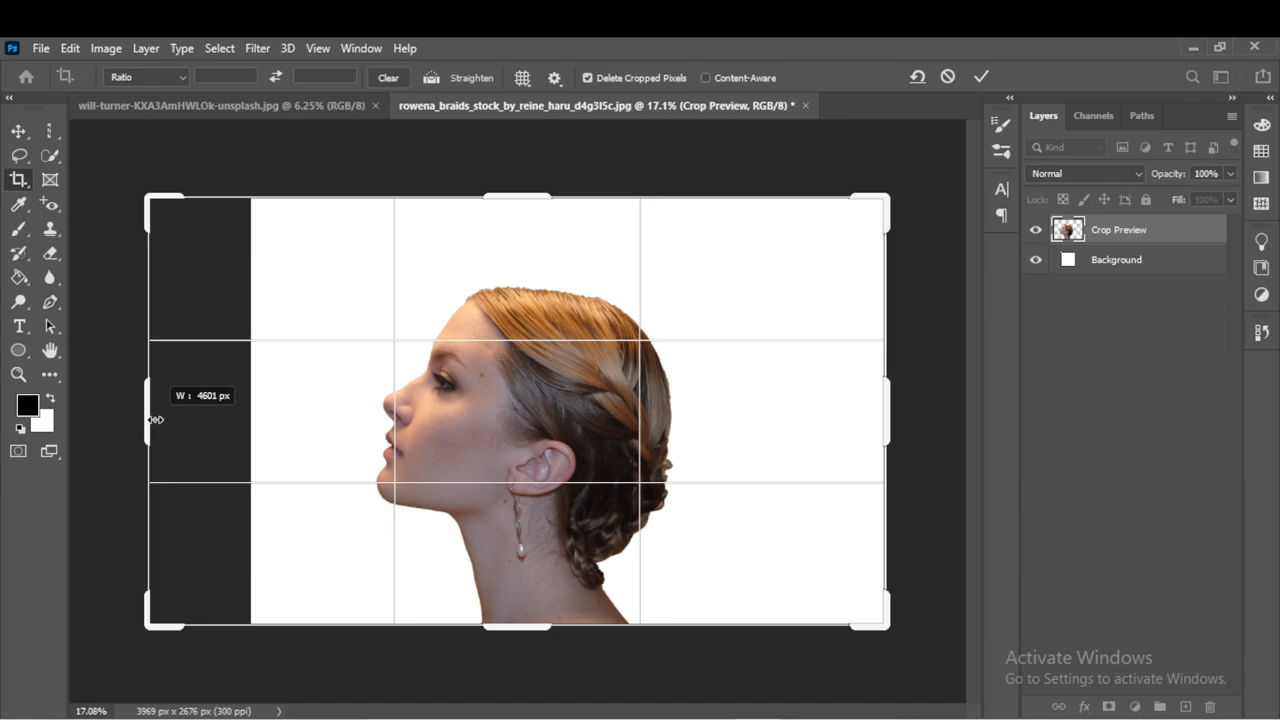 Ps File Edit Image Layer Type Select Filter 3D View Window Help
Ratio Clear Straighten Delete Cropped Pixels Content-Aware
will-turner-KXA3AmHWLOk-unsplash.jpg @ 6.25% (RGB/8) × rowena_braids_stock_by_reine_haru_d4g3l5c.jpg @ 17.1% (Crop Preview, RGB/8) * ×
Layers Channels Paths
Kind
Normal Opacity: 100%
Lock: Fill: 100%
Crop Preview
Background
W : 4601 px
Activate Windows
Go to Settings to activate Windows.
17.08% 3969 px x 2676 px (300 ppi)